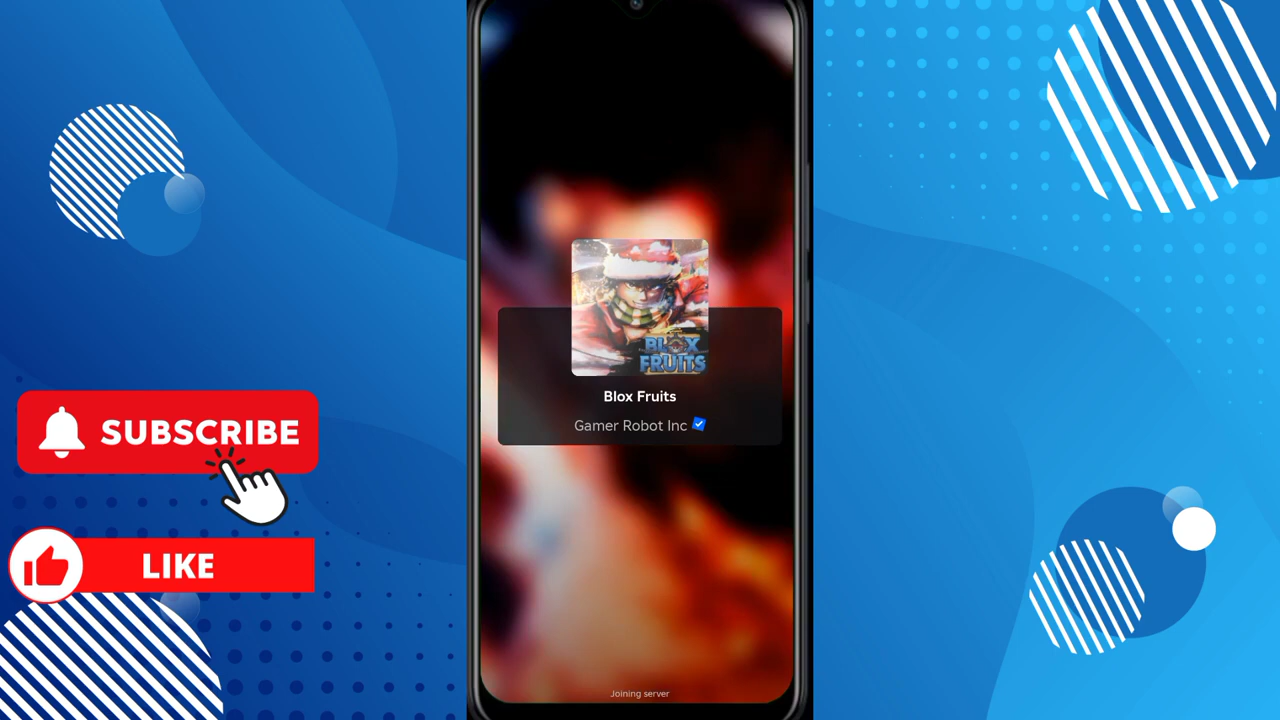 BLOX
FRUITS
Blox Fruits
Gamer Robot Inc
SUBSCRIBE
LIKE
Joining server